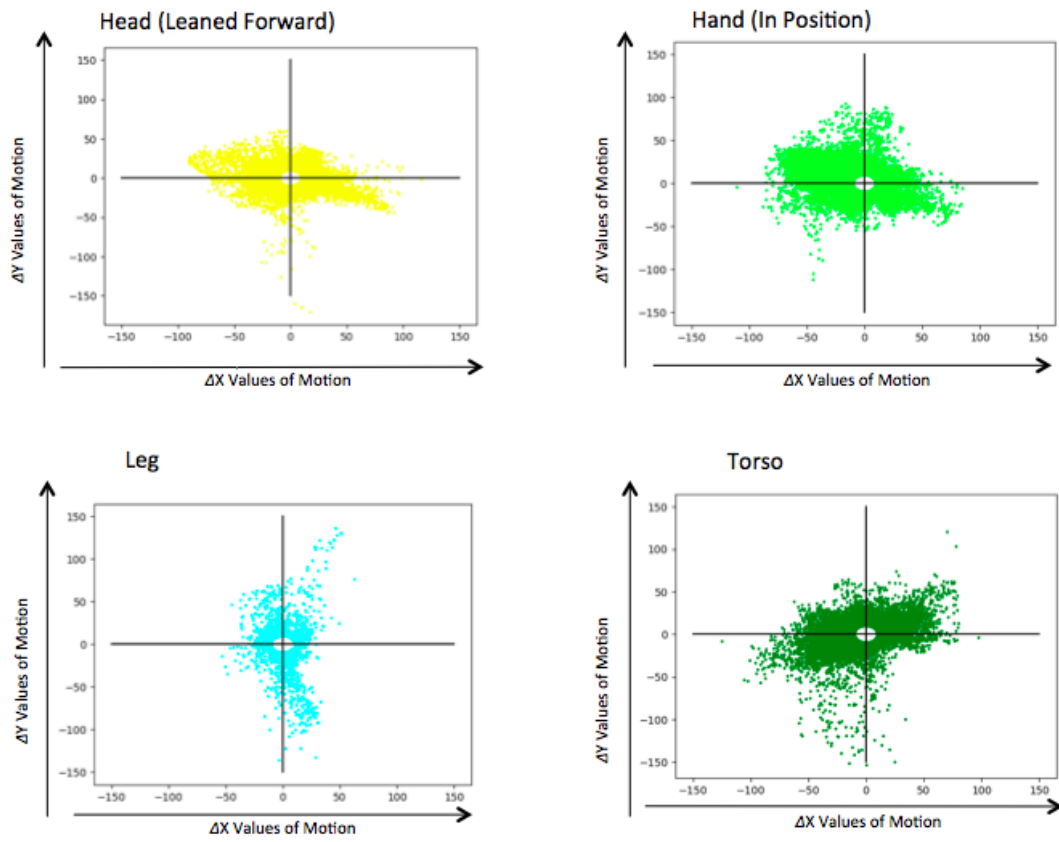 Head (Leaned Forward)
Hand (In Position)
150
100
50
0
−50
−100
−150
−150 −100 −50 0 50 100 150
ΔY Values of Motion
ΔX Values of Motion
150
100
50
0
−50
−100
−150
−150 −100 −50 0 50 100 150
ΔY Values of Motion
ΔX Values of Motion
Leg
Torso
150
100
50
0
−50
−100
−150
−150 −100 −50 0 50 100 150
ΔY Values of Motion
ΔX Values of Motion
150
100
50
0
−50
−100
−150
−150 −100 −50 0 50 100 150
ΔY Values of Motion
ΔX Values of Motion